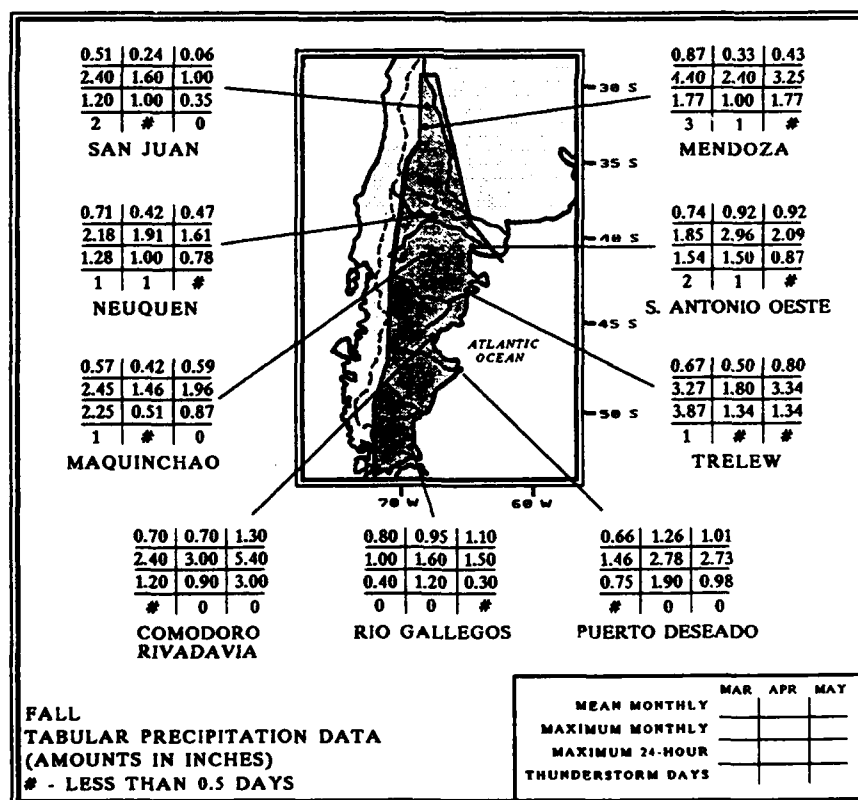 0.51 0.24 0.06
2.40 1.60 1.00
1.20 1.00 0.35
2 # 0
SAN JUAN
0.87 0.33 0.43
4.40 2.40 3.25
1.77 1.00 1.77
3 1 #
MENDOZA
0.71 0.42 0.47
2.18 1.91 1.61
1.28 1.00 0.78
1 1 #
NEUQUEN
0.74 0.92 0.92
1.85 2.96 2.09
1.54 1.50 0.87
2 1 #
S. ANTONIO OESTE
0.57 0.42 0.59
2.45 1.46 1.96
2.25 0.51 0.87
1 # 0
MAQUINCHAO
0.67 0.50 0.80
3.27 1.80 3.34
3.87 1.34 1.34
1 # #
TRELEW
30 S
35 S
40 S
45 S
50 S
ATLANTIC
OCEAN
70 W 60 W
0.70 0.70 1.30
2.40 3.00 5.40
1.20 0.90 3.00
# 0 0
COMODORO
RIVADAVIA
0.80 0.95 1.10
1.00 1.60 1.50
0.40 1.20 0.30
0 0 #
RIO GALLEGOS
0.66 1.26 1.01
1.46 2.78 2.73
0.75 1.90 0.98
# 0 0
PUERTO DESEADO
FALL
TABULAR PRECIPITATION DATA
(AMOUNTS IN INCHES)
# - LESS THAN 0.5 DAYS
MAR APR MAY
MEAN MONTHLY
MAXIMUM MONTHLY
MAXIMUM 24-HOUR
THUNDERSTORM DAYS